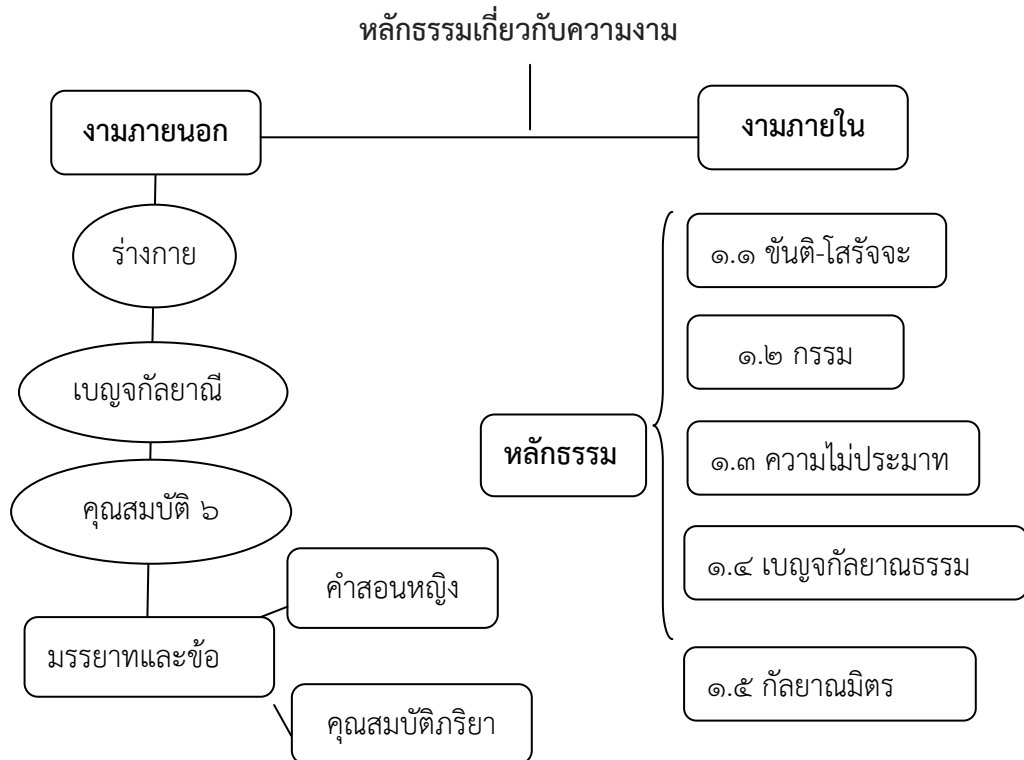 หลักธรรมเกี่ยวกับความงาม
งามภายนอก
งามภายใน
ร่างกาย
เบญจกัลยาณี
คุณสมบัติ ๖
มรรยาทและข้อ
คำสอนหญิง
คุณสมบัติภริยา
หลักธรรม
๑.๑ ขันติ-โสรัจจะ
๑.๒ กรรม
๑.๓ ความไม่ประมาท
๑.๔ เบญจกัลยาณธรรม
๑.๕ กัลยาณมิตร